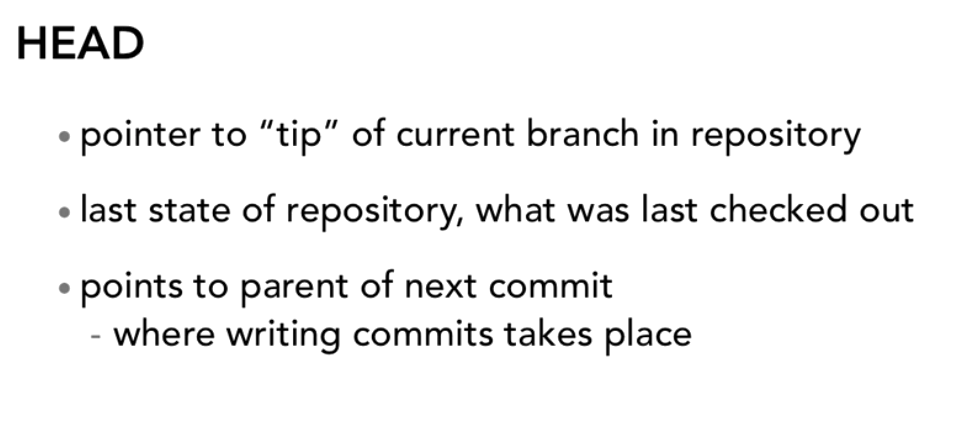 HEAD
• pointer to “tip” of current branch in repository
• last state of repository, what was last checked out
• points to parent of next commit
- where writing commits takes place